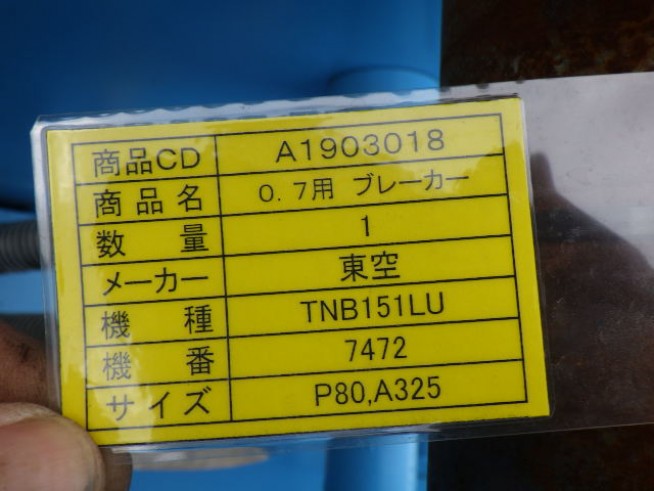 商品CD A1903018
商品名 0.7用 ブレーカー
数量 1
メーカー 東空
機種 TNB151LU
機番 7472
サイズ P80,A325